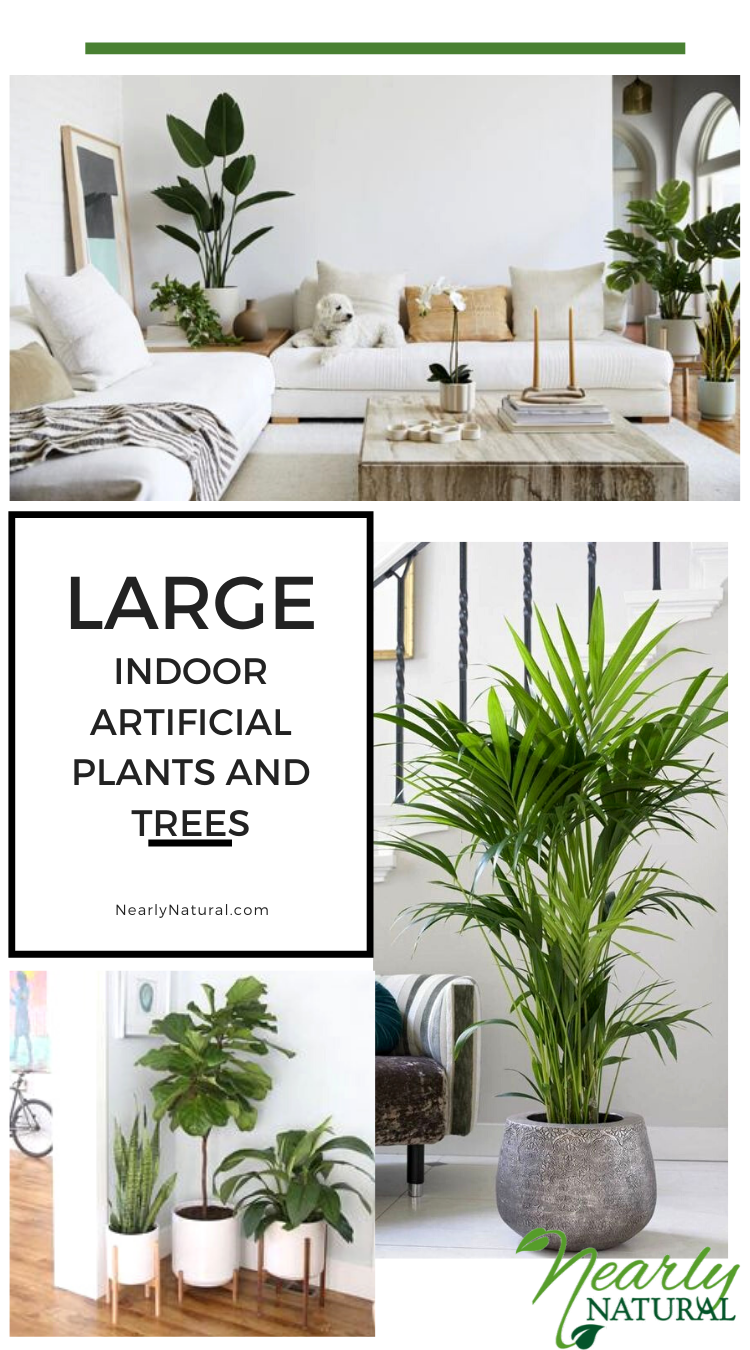 LARGE
INDOOR
ARTIFICIAL
PLANTS AND
TREES
NearlyNatural.com
Nearly
NATURAL